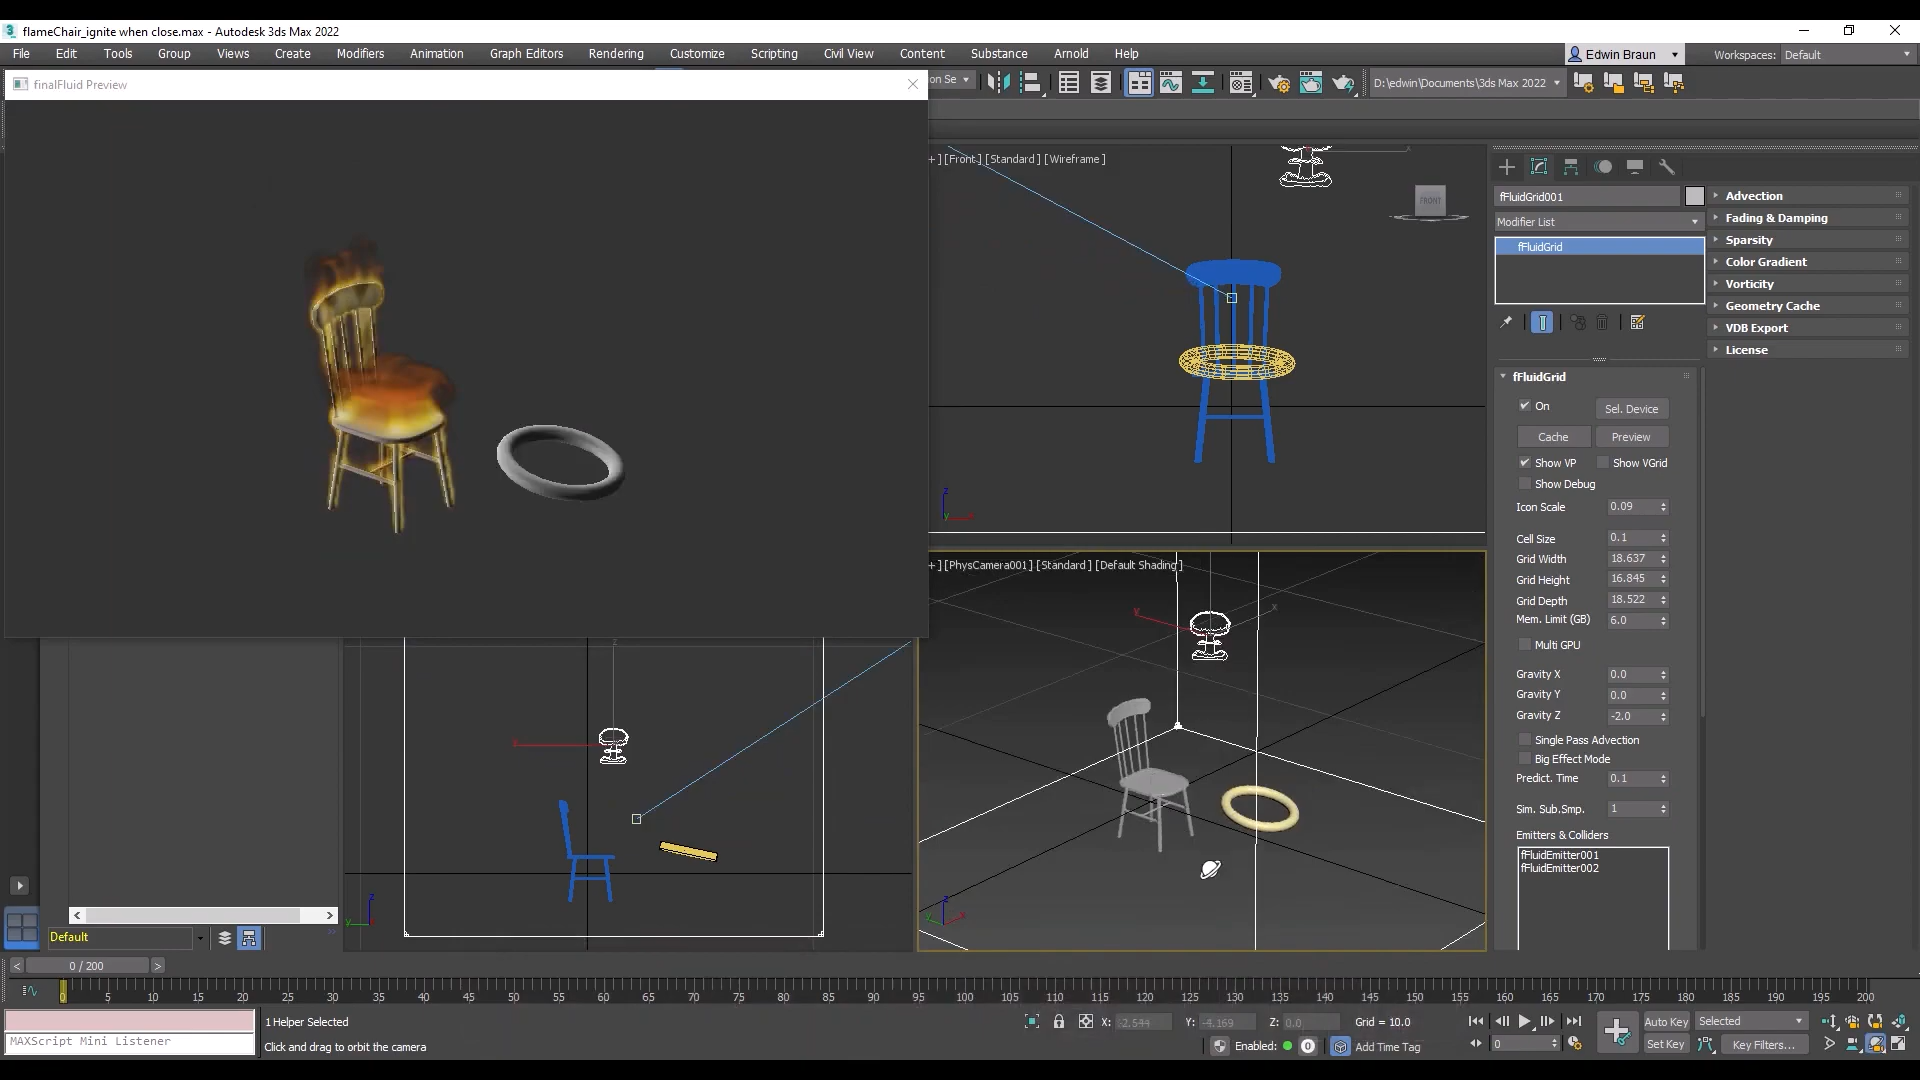 flameChair_ignite when close.max - Autodesk 3ds Max 2022
File Edit Tools Group Views Create Modifiers Animation Graph Editors Rendering Customize Scripting Civil View Content Substance Arnold Help
Edwin Braun
Workspaces: Default
finalFluid Preview
on Se
D:\edwin\Documents\3ds Max 2022
+ ] [Front ] [Standard ] [Wireframe ]
FRONT
fFluidGrid001
Modifier List
fFluidGrid
Advection
Fading & Damping
Sparsity
Color Gradient
Vorticity
Geometry Cache
VDB Export
License
fFluidGrid
On Sel. Device
Cache Preview
Show VP Show VGrid
Show Debug
Icon Scale 0.09
Cell Size 0.1
Grid Width 18.637
Grid Height 16.845
Grid Depth 18.522
Mem. Limit (GB) 6.0
Multi GPU
Gravity X 0.0
Gravity Y 0.0
Gravity Z -2.0
Single Pass Advection
Big Effect Mode
Predict. Time 0.1
Sim. Sub.Smp. 1
Emitters & Colliders
fFluidEmitter001
fFluidEmitter002
+ ] [PhysCamera001 ] [Standard ] [Default Shading ]
Default
0 / 200
0 5 10 15 20 25 30 35 40 45 50 55 60 65 70 75 80 85 90 95 100 105 110 115 120 125 130 135 140 145 150 155 160 165 170 175 180 185 190 195 200
1 Helper Selected
X: -2.544 Y: -4.169 Z: 0.0 Grid = 10.0
Auto Key Selected
MAXScript Mini Listener
Click and drag to orbit the camera
Enabled: 0 Add Time Tag
0
Set Key Key Filters...